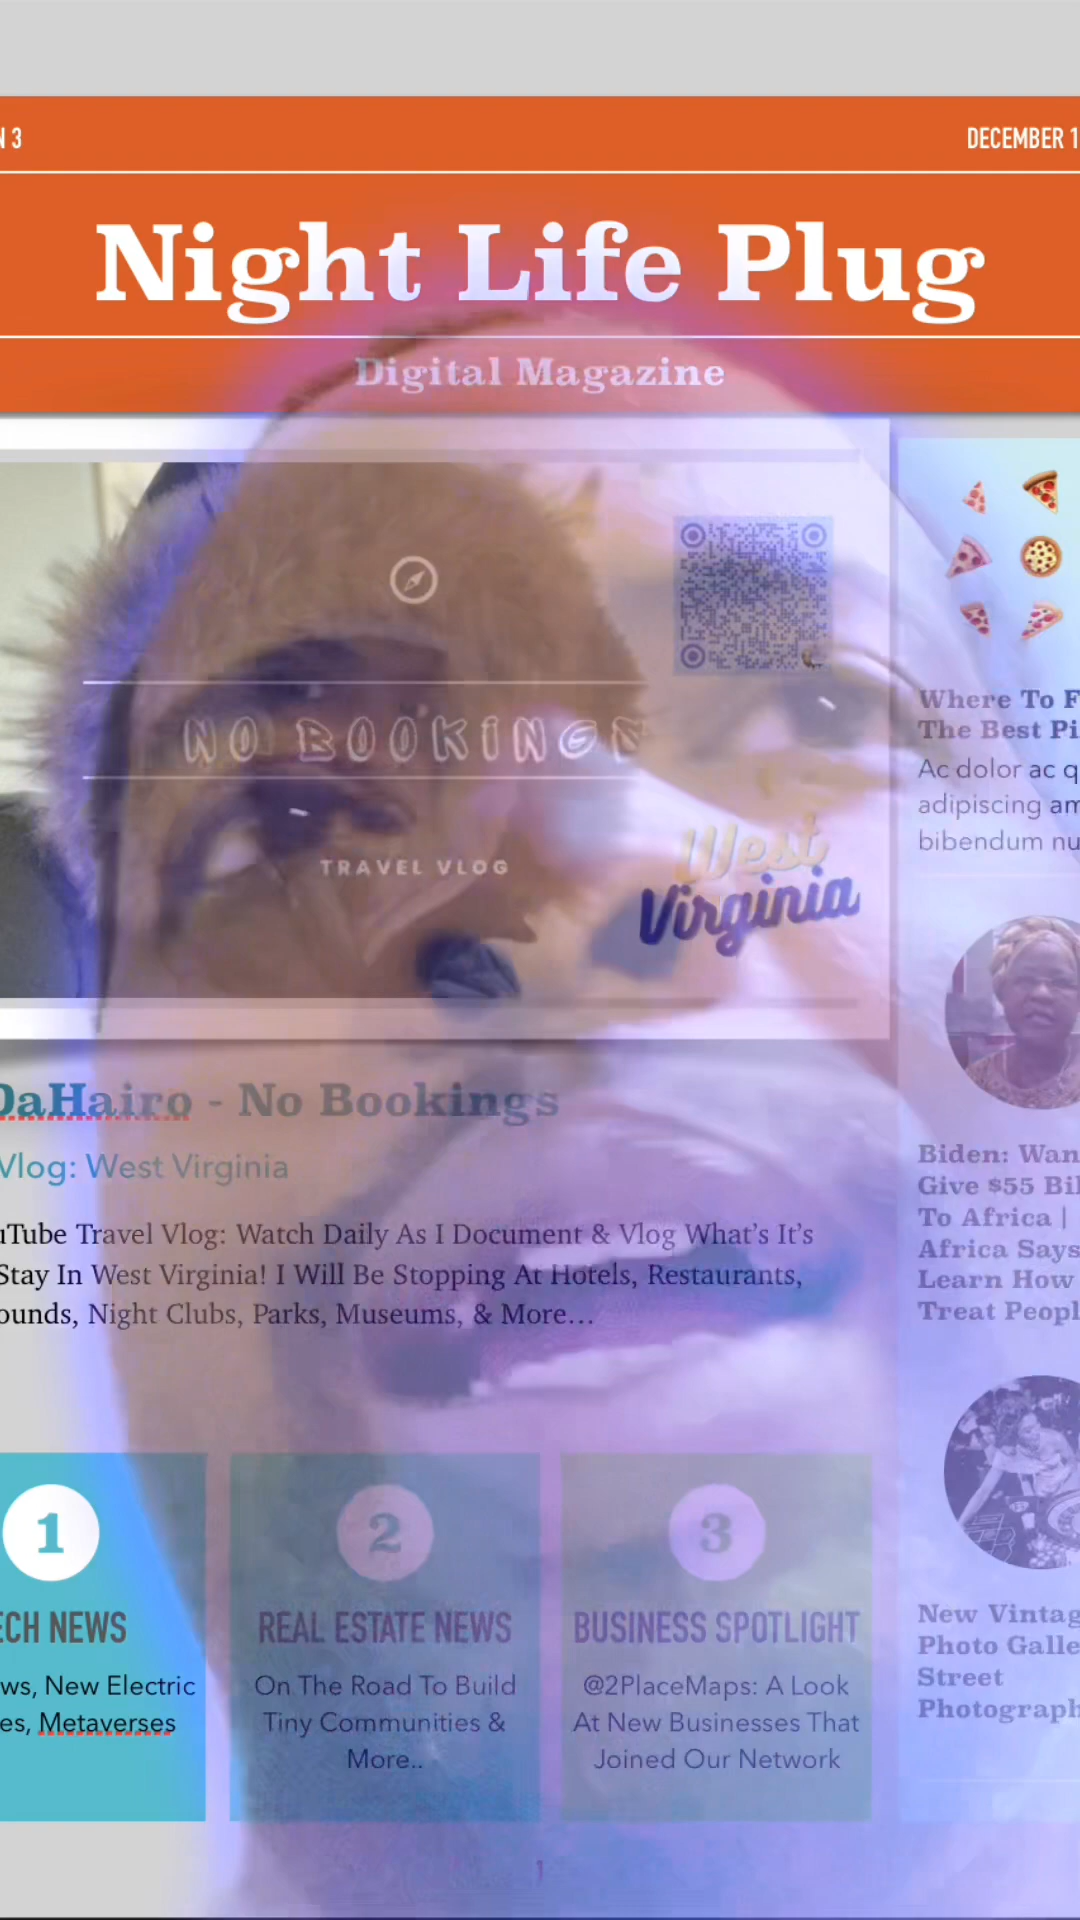 N 3
DECEMBER 1
Night Life Plug
Digital Magazine
NO BOOKINGS
TRAVEL VLOG
West
Virginia
DaHairo - No Bookings
Vlog: West Virginia
uTube Travel Vlog: Watch Daily As I Document & Vlog What’s It’s
Stay In West Virginia! I Will Be Stopping At Hotels, Restaurants,
ounds, Night Clubs, Parks, Museums, & More...
1
ECH NEWS
ws, New Electric
es, Metaverses
2
REAL ESTATE NEWS
On The Road To Build
Tiny Communities &
More..
3
BUSINESS SPOTLIGHT
@2PlaceMaps: A Look
At New Businesses That
Joined Our Network
Where To F
The Best Pi
Ac dolor ac q
adipiscing am
bibendum nu
Biden: Wan
Give $55 Bil
To Africa |
Africa Says
Learn How
Treat Peopl
New Vintag
Photo Galle
Street
Photograph
1